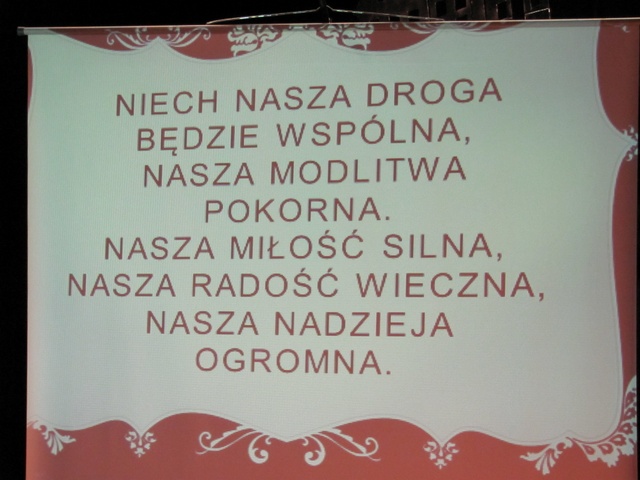 NIECH NASZA DROGA
BĘDZIE WSPÓLNA,
NASZA MODLITWA
POKORNA.
NASZA MIŁOŚĆ SILNA,
NASZA RADOŚĆ WIECZNA,
NASZA NADZIEJA
OGROMNA.